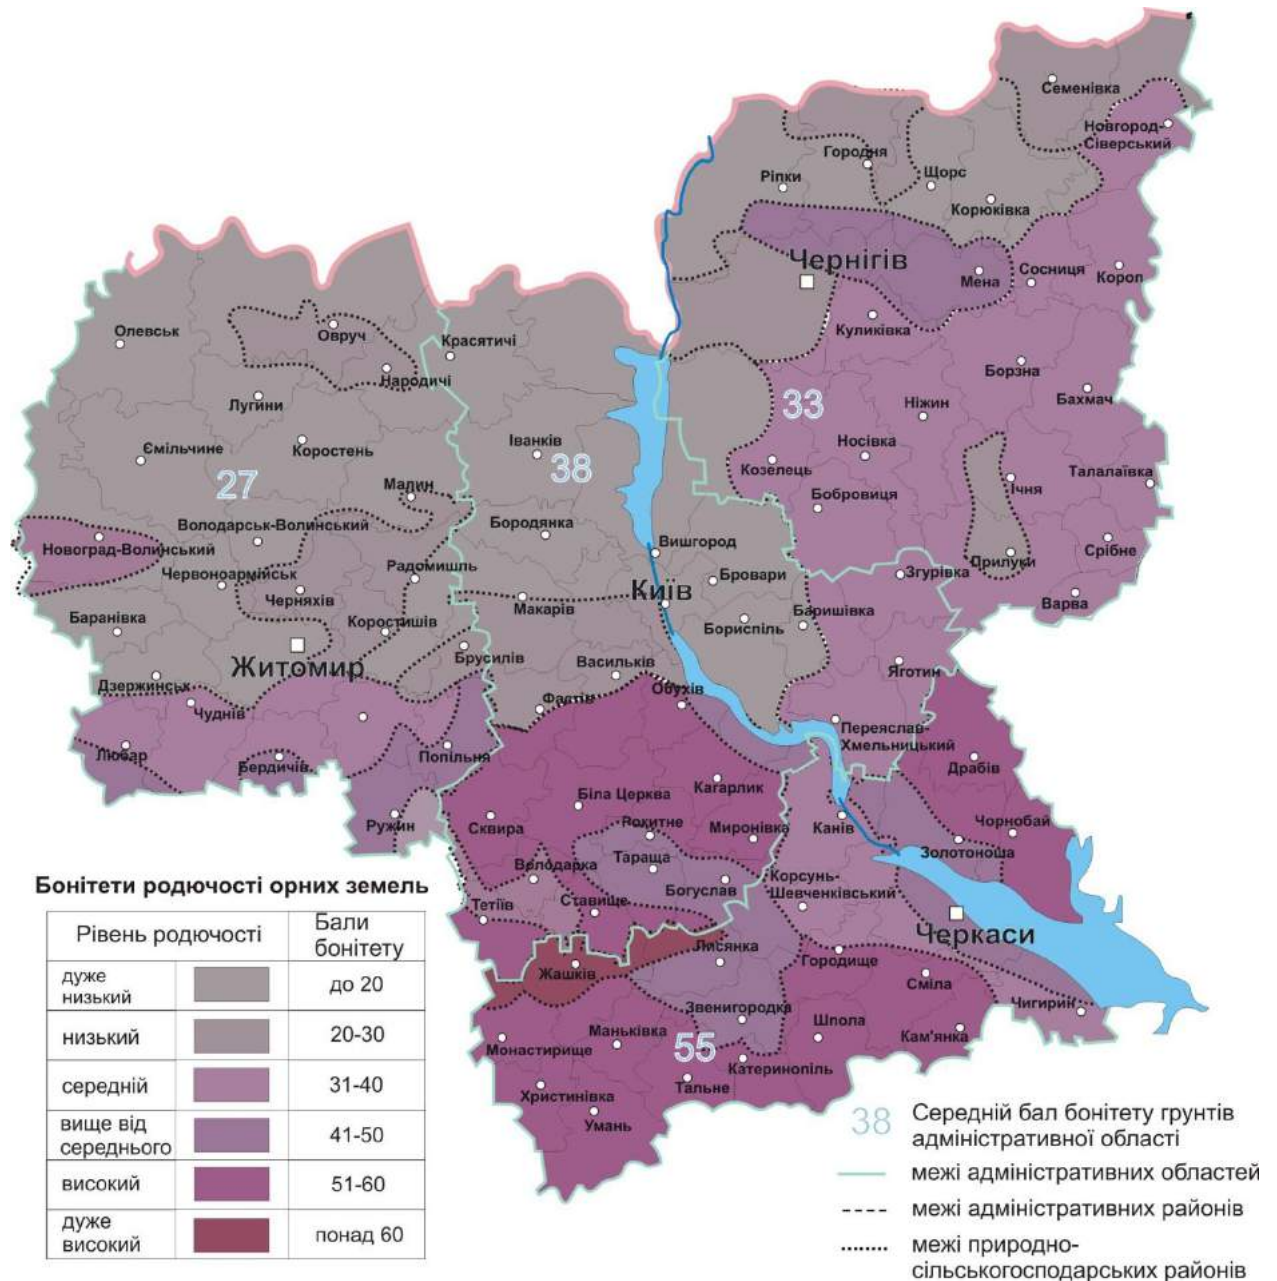 Семенівка
Новгород-
Сіверський
Городня
Ріпки
Щорс
Корюківка
Чернігів
Мена
Сосниця
Короп
Куликівка
Олевськ
Овруч
Красятичі
Народичі
Борзна
Бахмач
Лугини
33
Ніжин
Ємільчине
Коростень
Іванків
38
Носівка
Козелець
Талалаївка
27
Малин
Ічня
Бобровиця
Володарськ-Волинський
Бородянка
Новоград-Волинський
Вишгород
Срібне
Прилуки
Червоноармійськ
Радомишль
Бровари
Згурівка
Черняхів
Макарів
Київ
Варва
Баранівка
Коростишів
Бориспіль
Баришівка
Житомир
Брусилів
Васильків
Яготин
Дзержинськ
Обухів
Фастів
Чуднів
Переяслав-
Хмельницький
Любар
Бердичів
Попільня
Драбів
Кагарлик
Біла Церква
Сквира
Рокитне
Миронівка
Канів
Чорнобай
Ружин
Золотоноша
Володарка
Тараща
Богуслав
Корсунь-
Шевченківський
Тетіїв
Ставище
Черкаси
Лисянка
Городище
Жашків
Сміла
Чигирин
Звенигородка
Маньківка
Шпола
Кам'янка
Монастирище
55
Катеринопіль
Тальне
Христинівка
Умань
Бонітети родючості орних земель
Рівень родючості Бали
бонітету
дуже
низький до 20
низький 20-30
середній 31-40
вище від
середнього 41-50
високий 51-60
дуже
високий понад 60
38 Середній бал бонітету грунтів
адміністративної області
межі адміністративних областей
межі адміністративних районів
межі природно-
сільськогосподарських районів